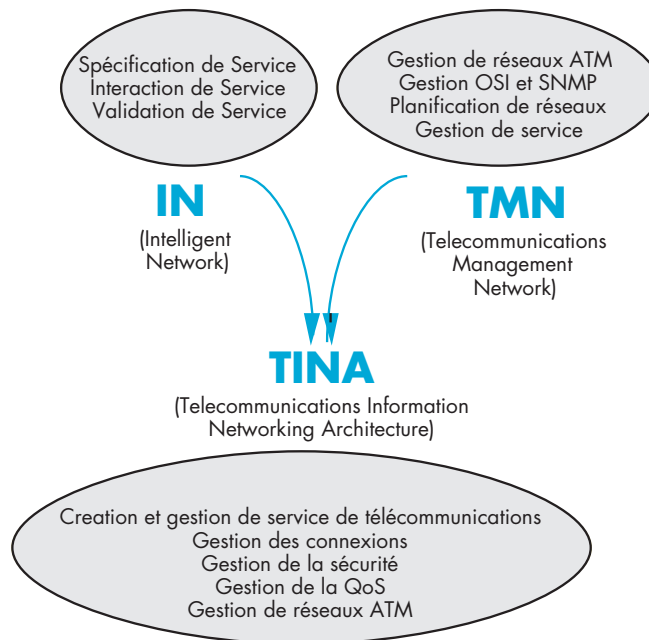 Spécification de Service
Interaction de Service
Validation de Service
Gestion de réseaux ATM
Gestion OSI et SNMP
Planification de réseaux
Gestion de service
IN
(Intelligent
Network)
TMN
(Telecommunications
Management
Network)
TINA
(Telecommunications Information
Networking Architecture)
Creation et gestion de service de télécommunications
Gestion des connexions
Gestion de la sécurité
Gestion de la QoS
Gestion de réseaux ATM